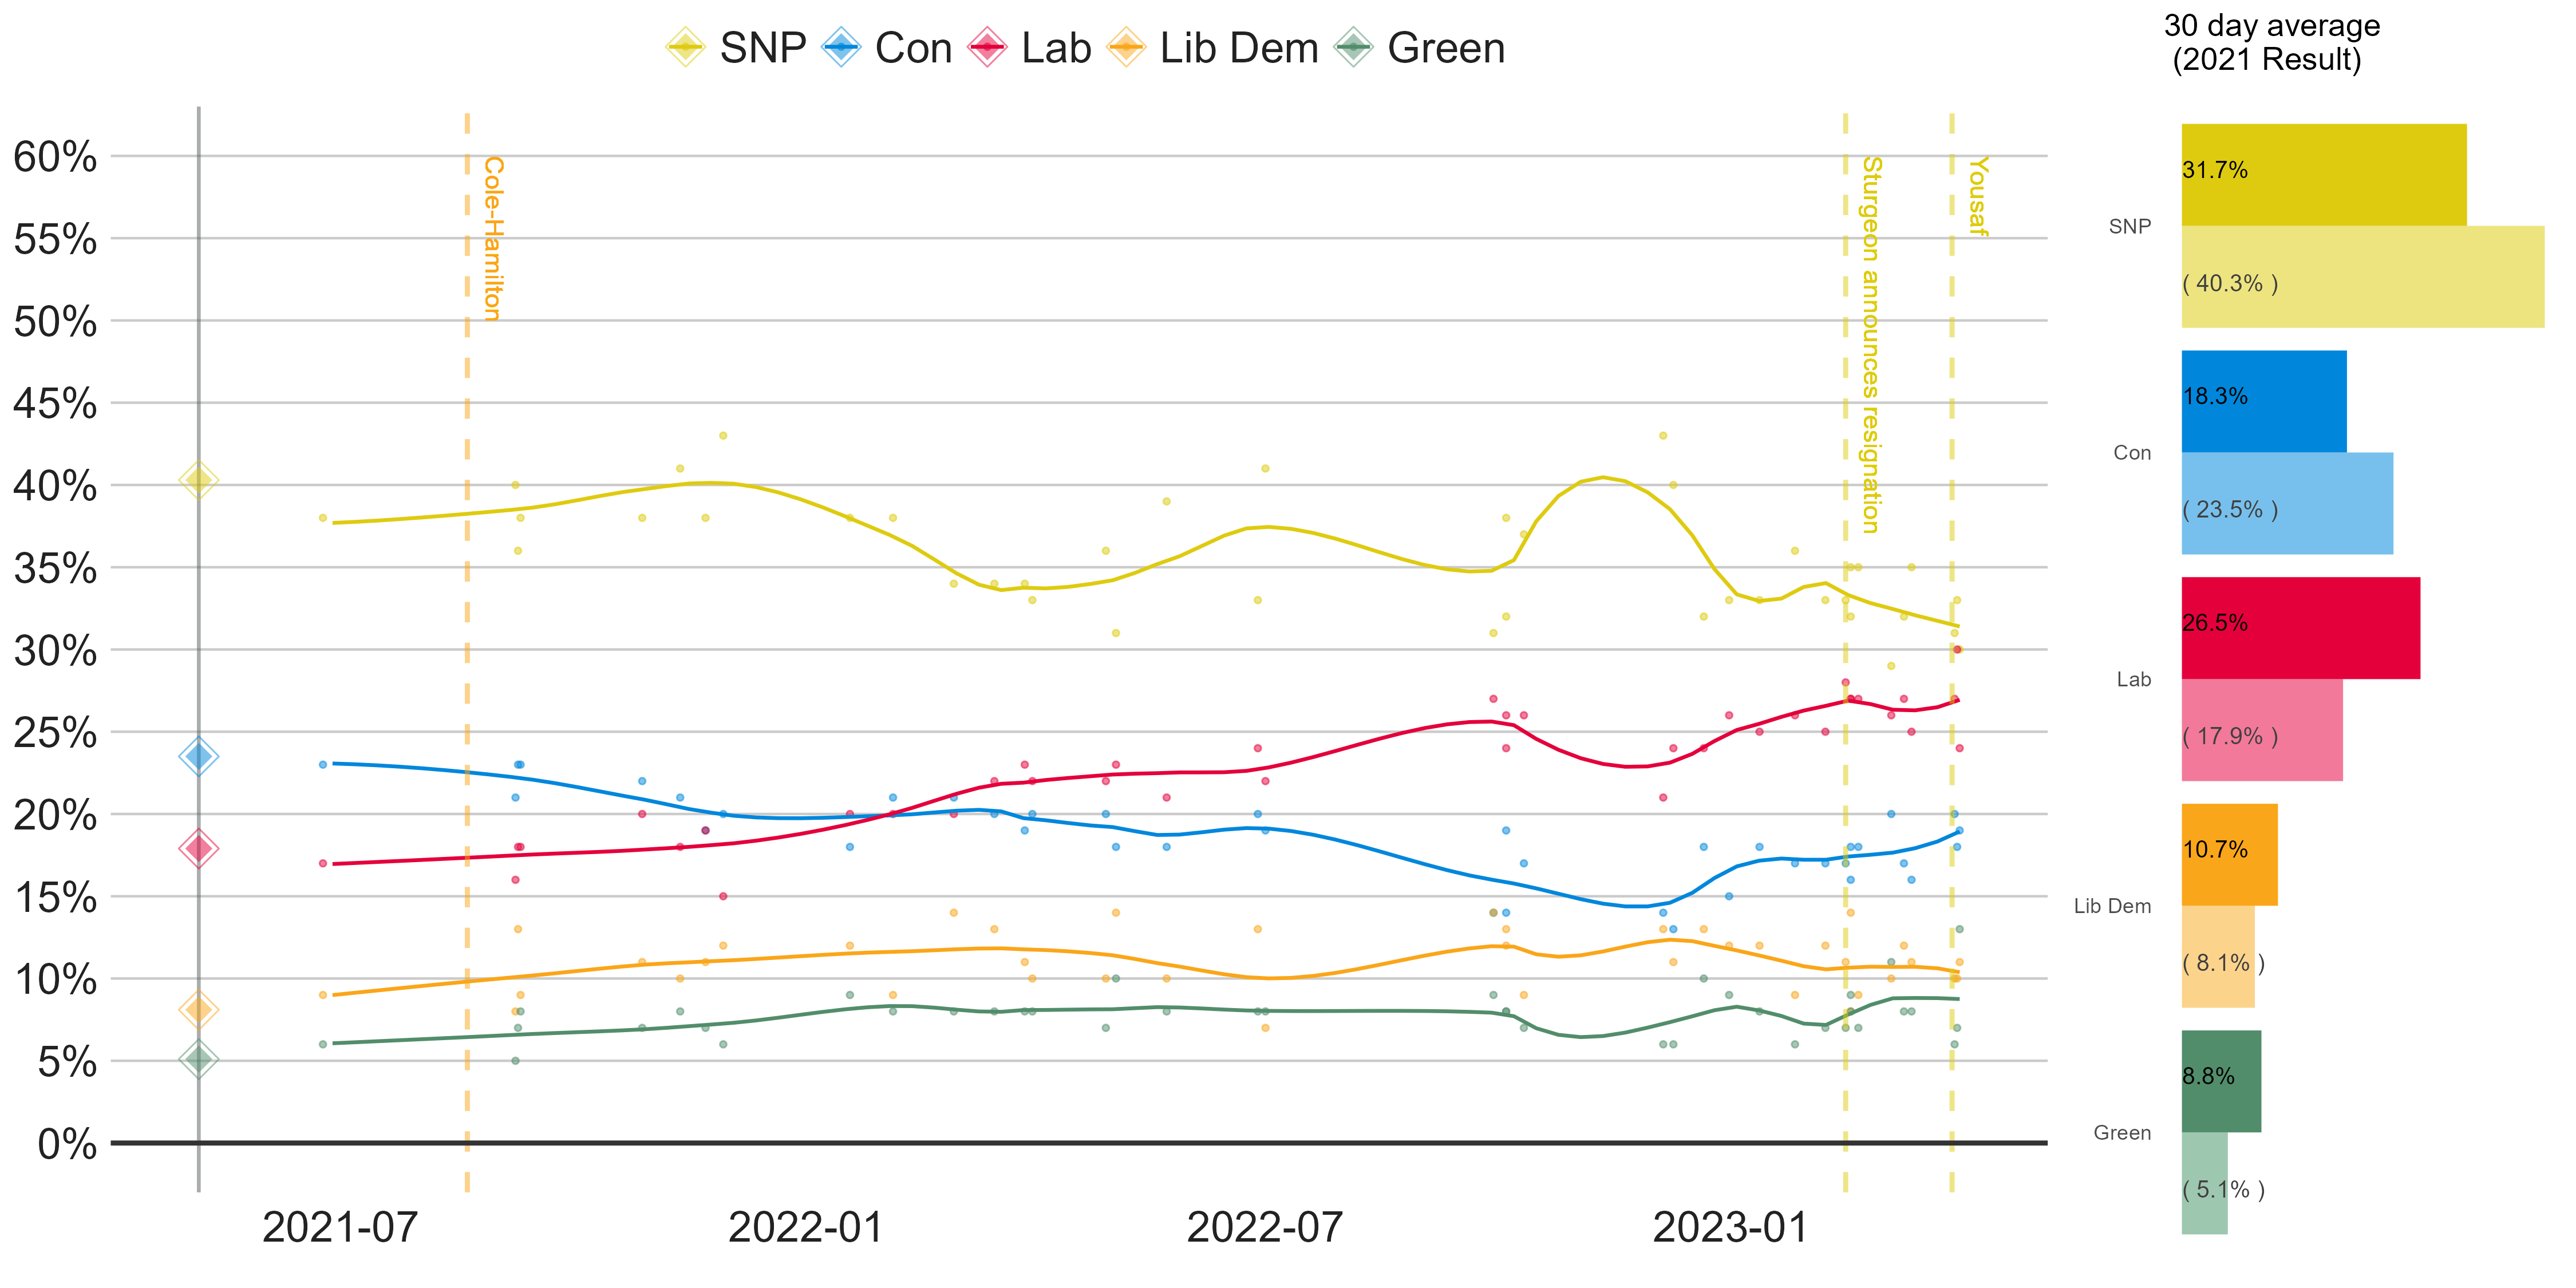 SNP Con Lab Lib Dem Green
30 day average
(2021 Result)
60%
55%
50%
45%
40%
35%
30%
25%
20%
15%
10%
5%
0%
Cole-Hamilton
Sturgeon announces resignation
Yousaf
2021-07 2022-01 2022-07 2023-01
SNP
31.7%
( 40.3% )
Con
18.3%
( 23.5% )
Lab
26.5%
( 17.9% )
Lib Dem
10.7%
( 8.1% )
Green
8.8%
( 5.1% )